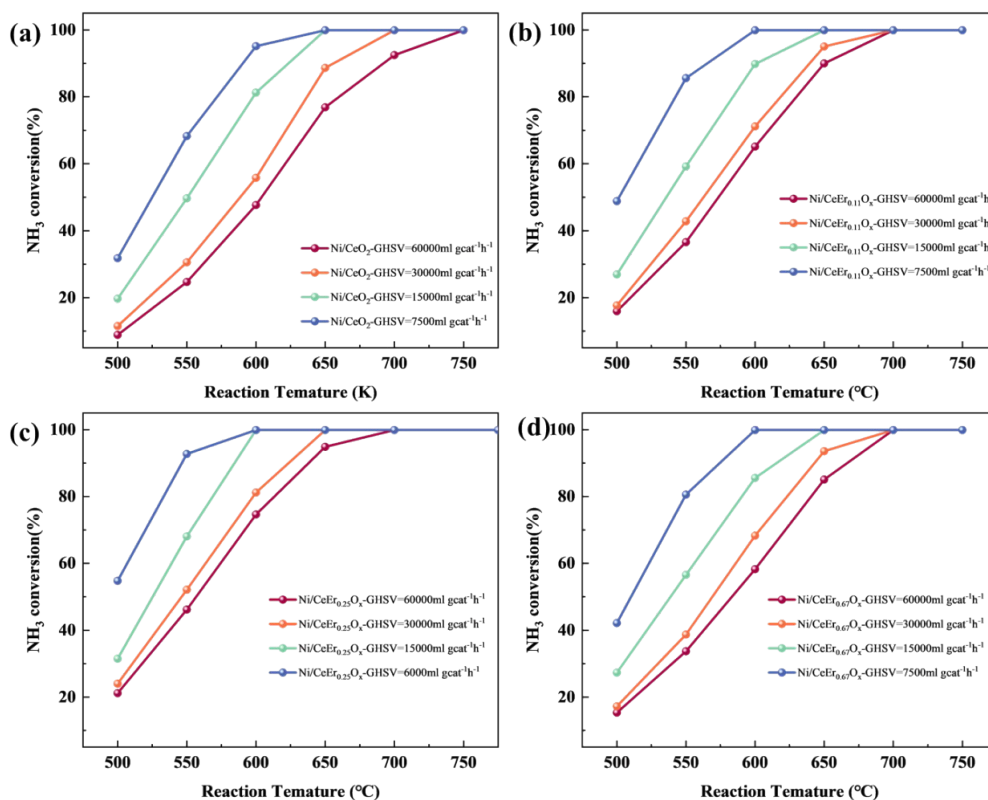 (a)
100
80
60
40
20
NH₃ conversion(%)
Ni/CeO₂-GHSV=60000ml gcat⁻¹h⁻¹
Ni/CeO₂-GHSV=30000ml gcat⁻¹h⁻¹
Ni/CeO₂-GHSV=15000ml gcat⁻¹h⁻¹
Ni/CeO₂-GHSV=7500ml gcat⁻¹h⁻¹
500 550 600 650 700 750
Reaction Temature (K)
(b)
100
80
60
40
20
NH₃ conversion(%)
Ni/CeEr₀.₁₁Oₓ-GHSV=60000ml gcat⁻¹h⁻¹
Ni/CeEr₀.₁₁Oₓ-GHSV=30000ml gcat⁻¹h⁻¹
Ni/CeEr₀.₁₁Oₓ-GHSV=15000ml gcat⁻¹h⁻¹
Ni/CeEr₀.₁₁Oₓ-GHSV=7500ml gcat⁻¹h⁻¹
500 550 600 650 700 750
Reaction Temature (℃)
(c)
100
80
60
40
20
NH₃ conversion(%)
Ni/CeEr₀.₂₅Oₓ-GHSV=60000ml gcat⁻¹h⁻¹
Ni/CeEr₀.₂₅Oₓ-GHSV=30000ml gcat⁻¹h⁻¹
Ni/CeEr₀.₂₅Oₓ-GHSV=15000ml gcat⁻¹h⁻¹
Ni/CeEr₀.₂₅Oₓ-GHSV=6000ml gcat⁻¹h⁻¹
500 550 600 650 700 750
Reaction Temature (℃)
(d)
100
80
60
40
20
NH₃ conversion(%)
Ni/CeEr₀.₆₇Oₓ-GHSV=60000ml gcat⁻¹h⁻¹
Ni/CeEr₀.₆₇Oₓ-GHSV=30000ml gcat⁻¹h⁻¹
Ni/CeEr₀.₆₇Oₓ-GHSV=15000ml gcat⁻¹h⁻¹
Ni/CeEr₀.₆₇Oₓ-GHSV=7500ml gcat⁻¹h⁻¹
500 550 600 650 700 750
Reaction Temature (℃)